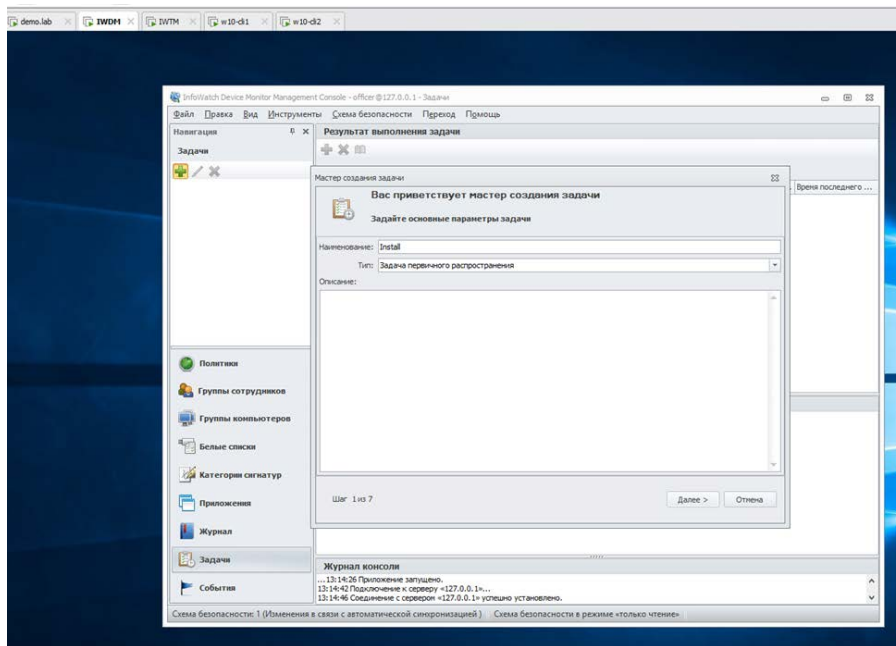 demo.lab
IWDM
IWTM
w10-cli1
w10-cli2
InfoWatch Device Monitor Management Console - officer@127.0.0.1 - Задачи
Файл Правка Вид Инструменты Схема безопасности Переход Помощь
Навигация
Результат выполнения задачи
Задачи
Мастер создания задачи
Вас приветствует мастер создания задачи
Задайте основные параметры задачи
Время последнего ...
Наименование: Install
Тип: Задача первичного распространения
Описание:
Шаг 1 из 7
Далее >
Отмена
Политики
Группы сотрудников
Группы компьютеров
Белые списки
Категории сигнатур
Приложения
Журнал
Задачи
События
Журнал консоли
...13:14:26 Приложение запущено.
13:14:42 Подключение к серверу «127.0.0.1»...
13:14:46 Соединение с сервером «127.0.0.1» успешно установлено.
Схема безопасности: 1 (Изменения в связи с автоматической синхронизацией ) Схема безопасности в режиме «только чтение»